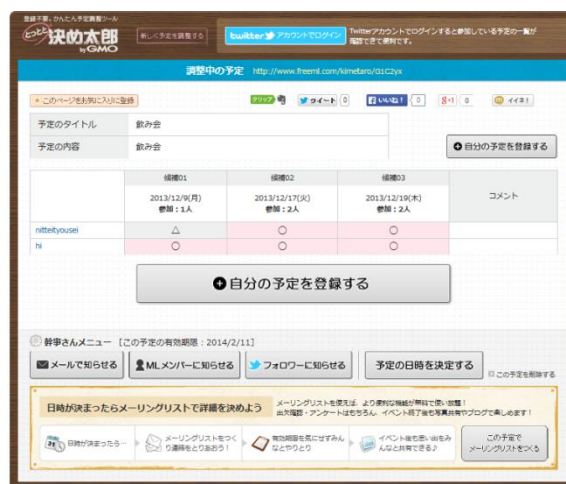 登録不要、かんたん予定調整ツール
とっとと決め太郎
byGMO
新しく予定を調整する
twitter アカウントでログイン
Twitterアカウントでログインすると参加している予定の一覧が
確認できて便利です。
調整中の予定 http://www.freeml.com/kimetaro/G1C2yx
このページをお気に入りに登録
クリップ
ツイート 0
いいね! 0
g+1 0
イイネ!
予定のタイトル 飲み会
予定の内容 飲み会
自分の予定を登録する
候補01 候補02 候補03 コメント
2013/12/9(月) 2013/12/17(火) 2013/12/19(木)
参加:1人 参加:2人 参加:2人
nitteityousei △ ○ ○
hi ○ ○ ○
自分の予定を登録する
幹事さんメニュー [この予定の有効期限:2014/2/11]
メールで知らせる
MLメンバーに知らせる
フォロワーに知らせる
予定の日時を決定する
この予定を削除する
日時が決まったらメーリングリストで詳細を決めよう
メーリングリストを使えば、より便利な機能が無料で使い放題!
出欠確認・アンケートはもちろん、イベント終了後も写真共有やブログで楽しめます!
日時が決まったら…
メーリングリストをつく
り連絡をとりあおう!
有効期限を気にせずみん
なとやりとり
イベント後も思い出をみ
んなと共有できる♪
この予定で
メーリングリストをつくる